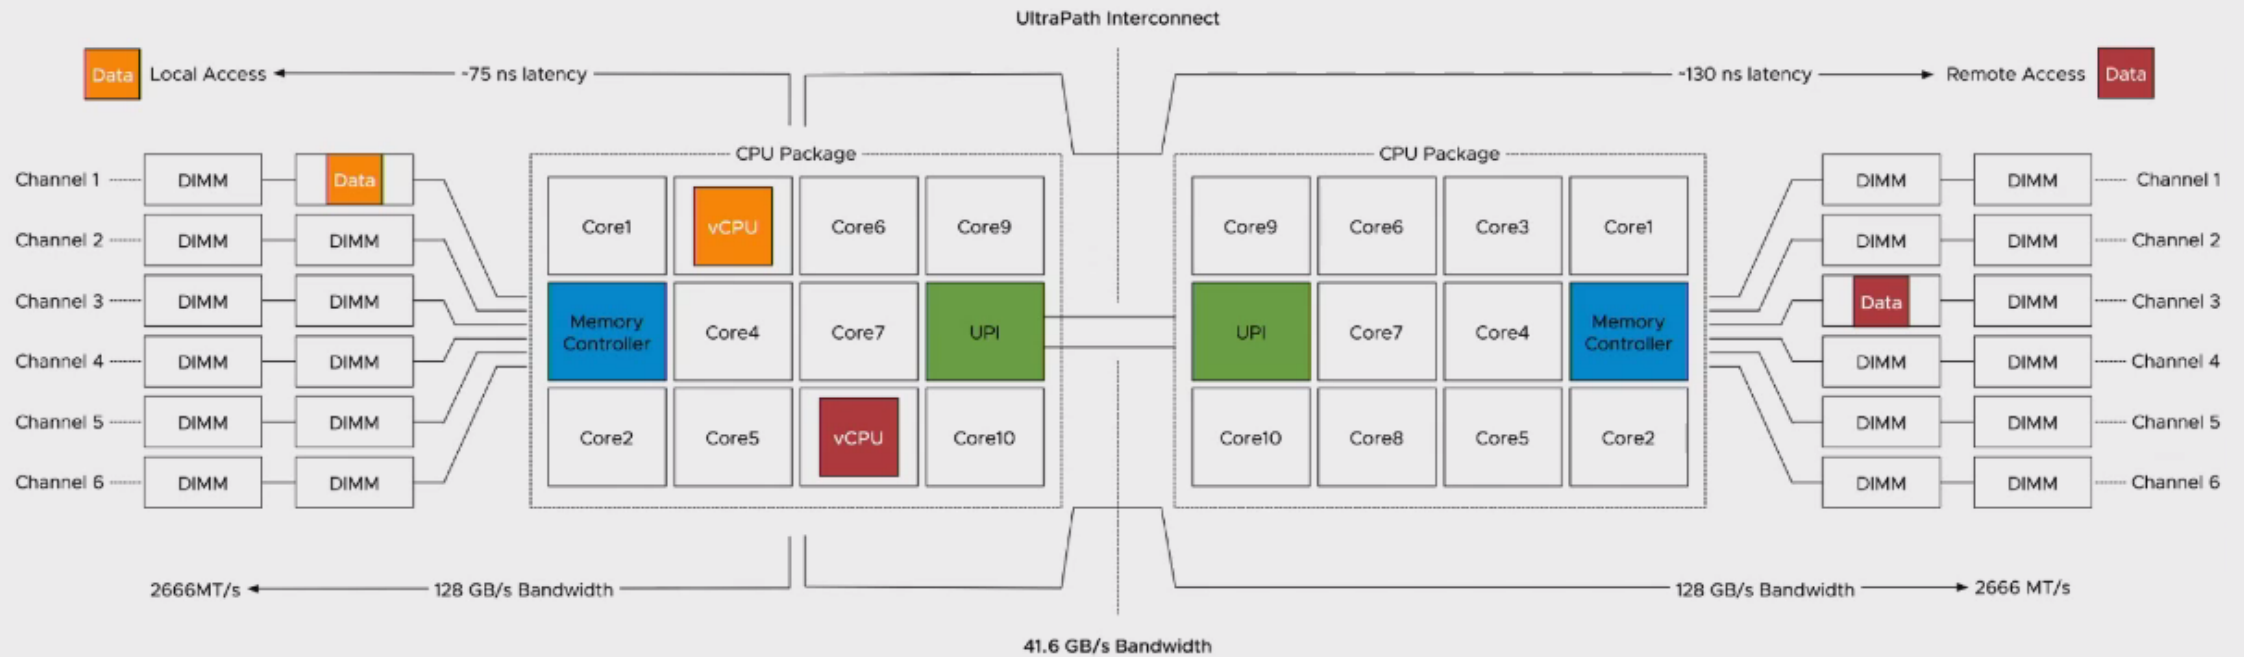 UltraPath Interconnect
Data Local Access ~75 ns latency ~130 ns latency Remote Access Data
CPU Package CPU Package
Channel 1 DIMM Data DIMM DIMM Channel 1
Core1 vCPU Core6 Core9 Core9 Core6 Core3 Core1
Channel 2 DIMM DIMM DIMM DIMM Channel 2
Channel 3 DIMM DIMM Data DIMM Channel 3
Memory
Controller
Core4 Core7 UPI UPI Core7 Core4
Memory
Controller
Channel 4 DIMM DIMM DIMM DIMM Channel 4
Channel 5 DIMM DIMM DIMM DIMM Channel 5
Core2 Core5 vCPU Core10 Core10 Core8 Core5 Core2
Channel 6 DIMM DIMM DIMM DIMM Channel 6
2666MT/s 128 GB/s Bandwidth 128 GB/s Bandwidth 2666 MT/s
41.6 GB/s Bandwidth